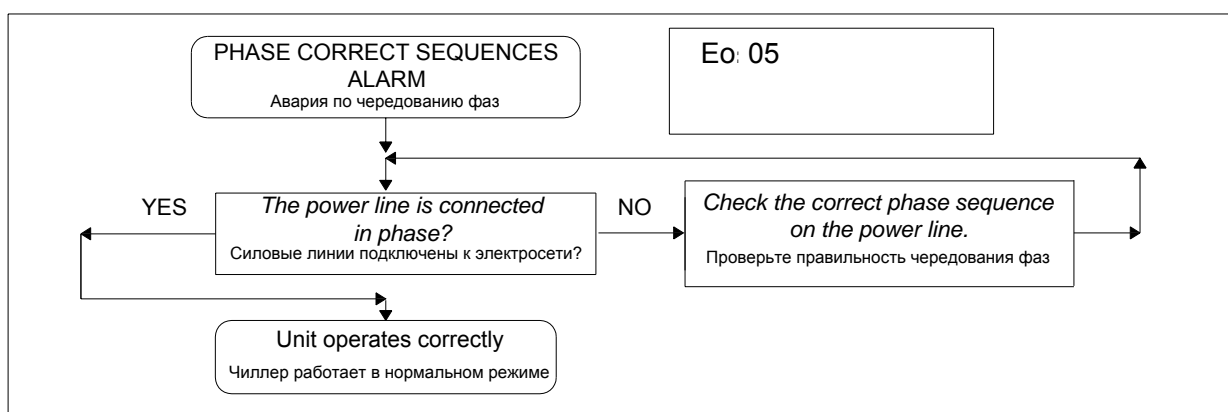 PHASE CORRECT SEQUENCES
ALARM
Авария по чередованию фаз
Eo: 05
YES
The power line is connected
in phase?
Силовые линии подключены к электросети?
NO
Check the correct phase sequence
on the power line.
Проверьте правильность чередования фаз
Unit operates correctly
Чиллер работает в нормальном режиме